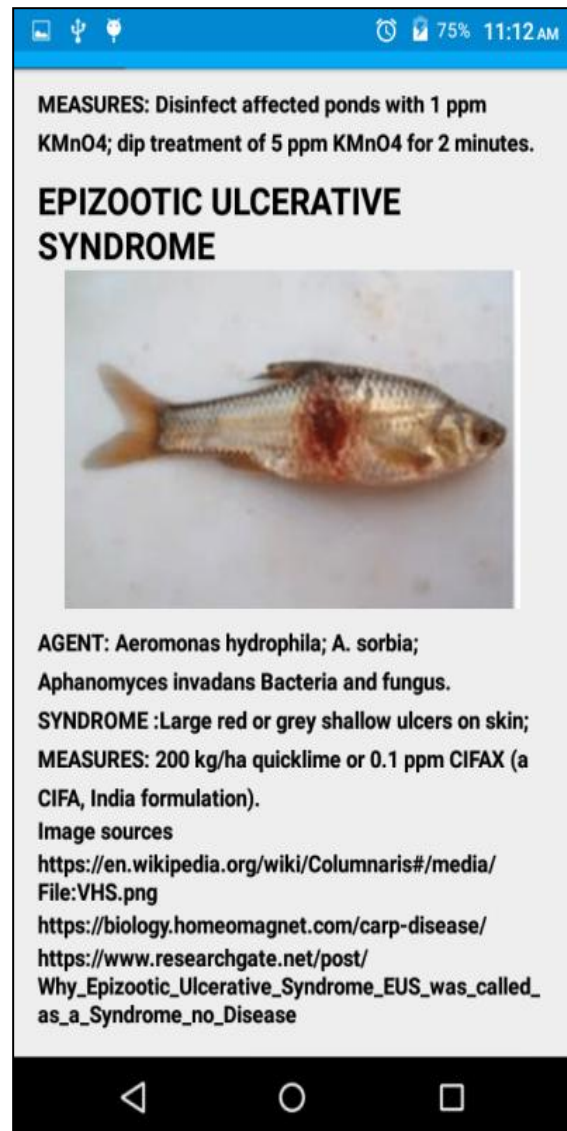 75% 11:12 AM
MEASURES: Disinfect affected ponds with 1 ppm
KMnO4; dip treatment of 5 ppm KMnO4 for 2 minutes.
EPIZOOTIC ULCERATIVE
SYNDROME
AGENT: Aeromonas hydrophila; A. sorbia;
Aphanomyces invadans Bacteria and fungus.
SYNDROME :Large red or grey shallow ulcers on skin;
MEASURES: 200 kg/ha quicklime or 0.1 ppm CIFAX (a
CIFA, India formulation).
Image sources
https://en.wikipedia.org/wiki/Columnaris#/media/
File:VHS.png
https://biology.homeomagnet.com/carp-disease/
https://www.researchgate.net/post/
Why_Epizootic_Ulcerative_Syndrome_EUS_was_called_
as_a_Syndrome_no_Disease